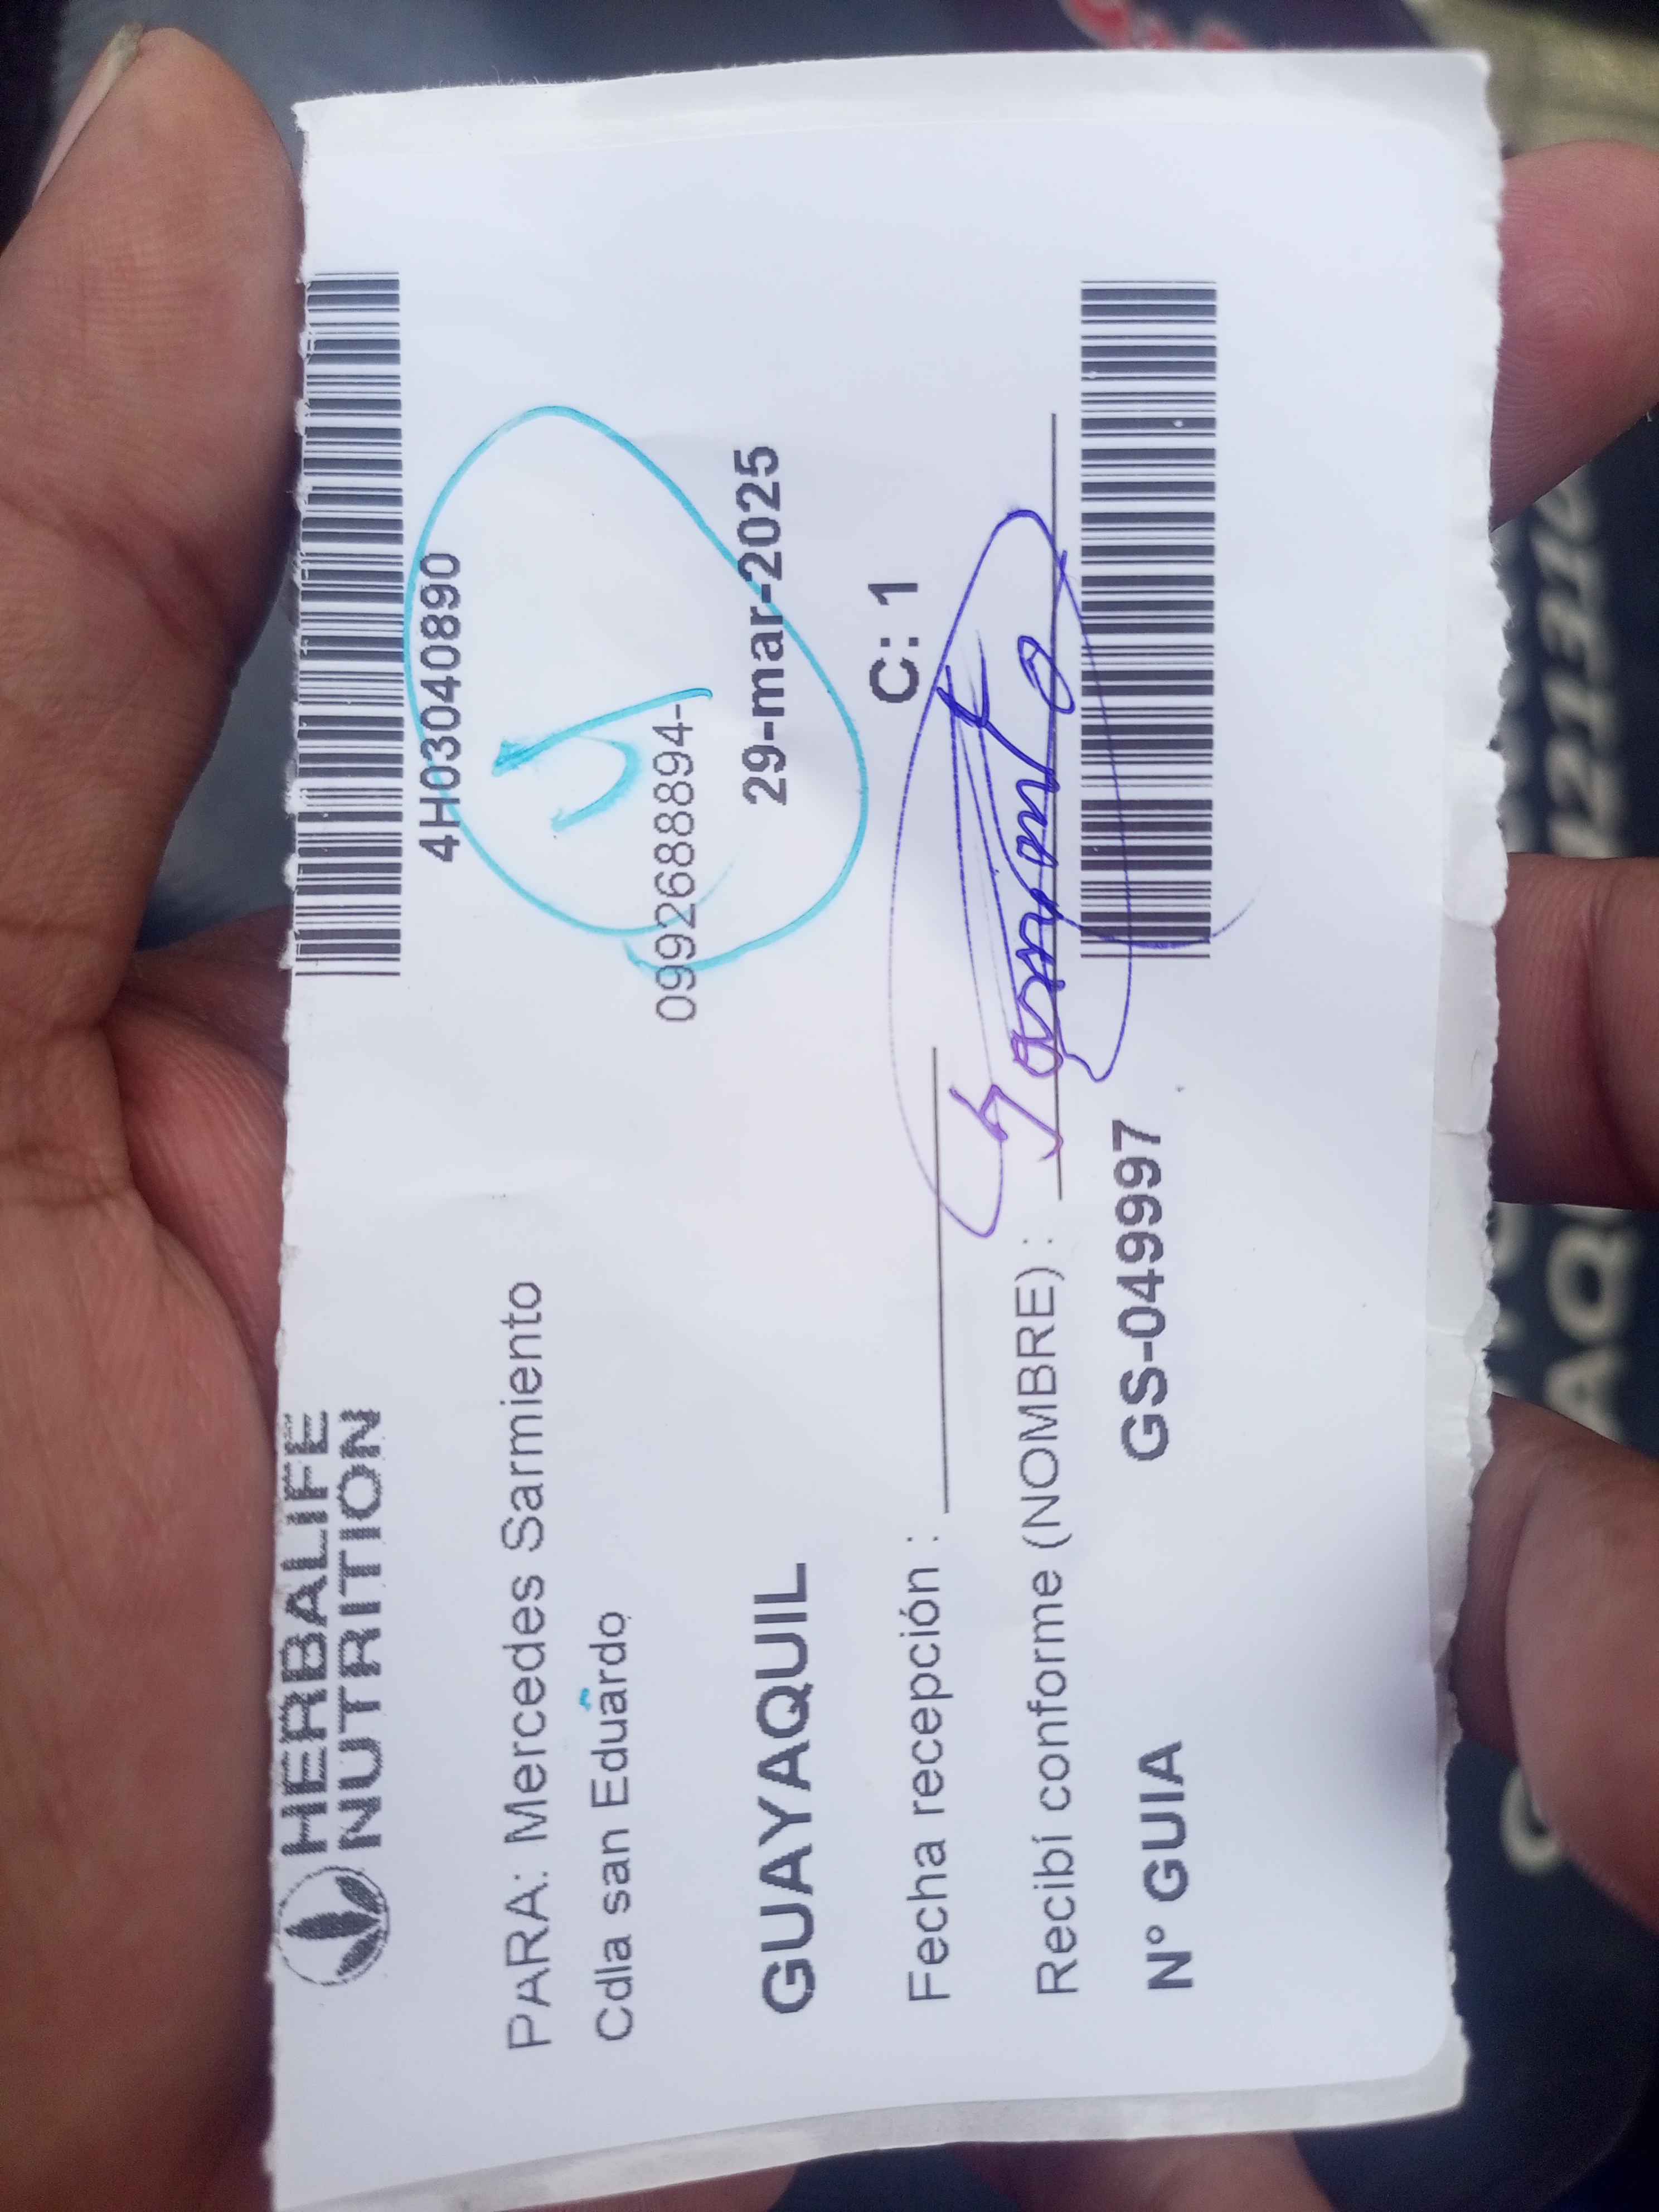 HERBALIFE
NUTRITION
4H03040890
PARA: Mercedes Sarmiento
Cdla san Eduardo
0992688894-
GUAYAQUIL
29-mar-2025
C: 1
Fecha recepción :
Recibí conforme (NOMBRE) :
N° GUIA
GS-049997